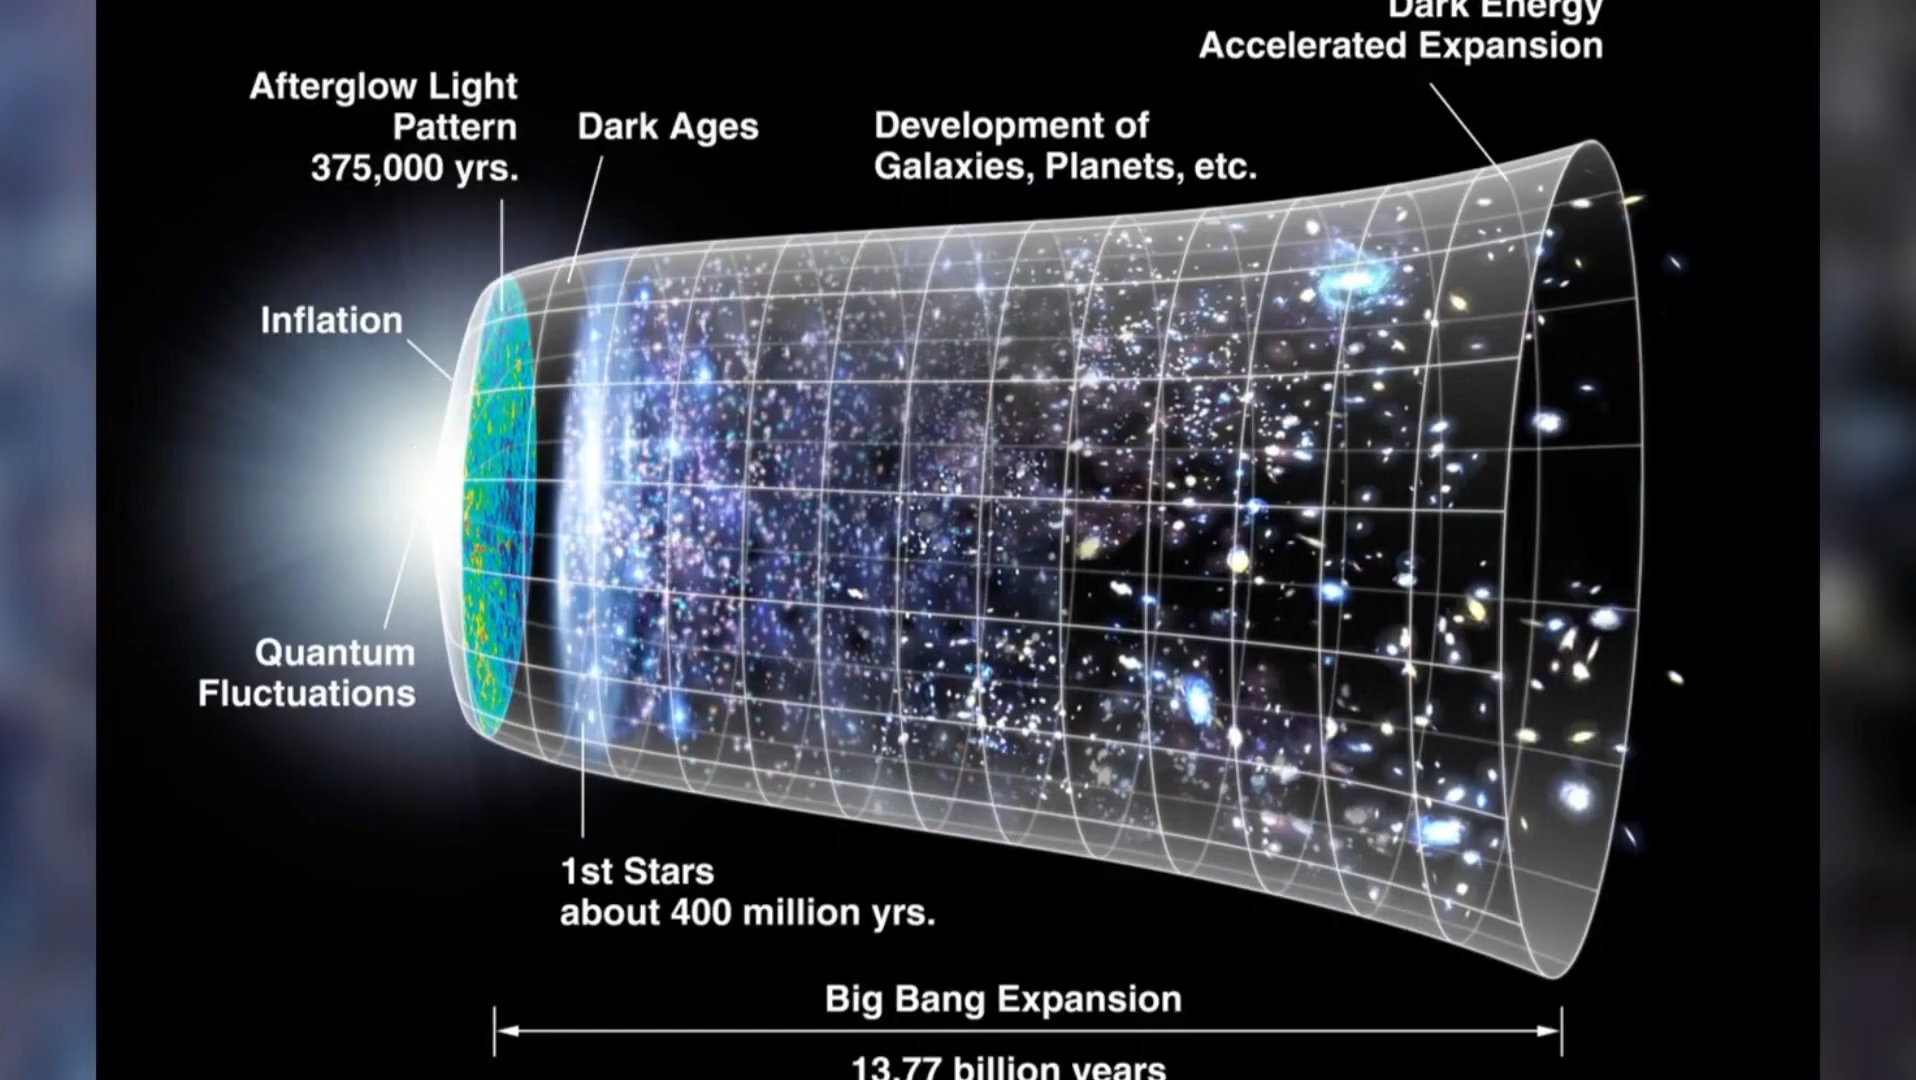 Dark Energy
Accelerated Expansion
Afterglow Light
Pattern
375,000 yrs.
Dark Ages
Development of
Galaxies, Planets, etc.
Inflation
Quantum
Fluctuations
1st Stars
about 400 million yrs.
Big Bang Expansion
13.77 billion years